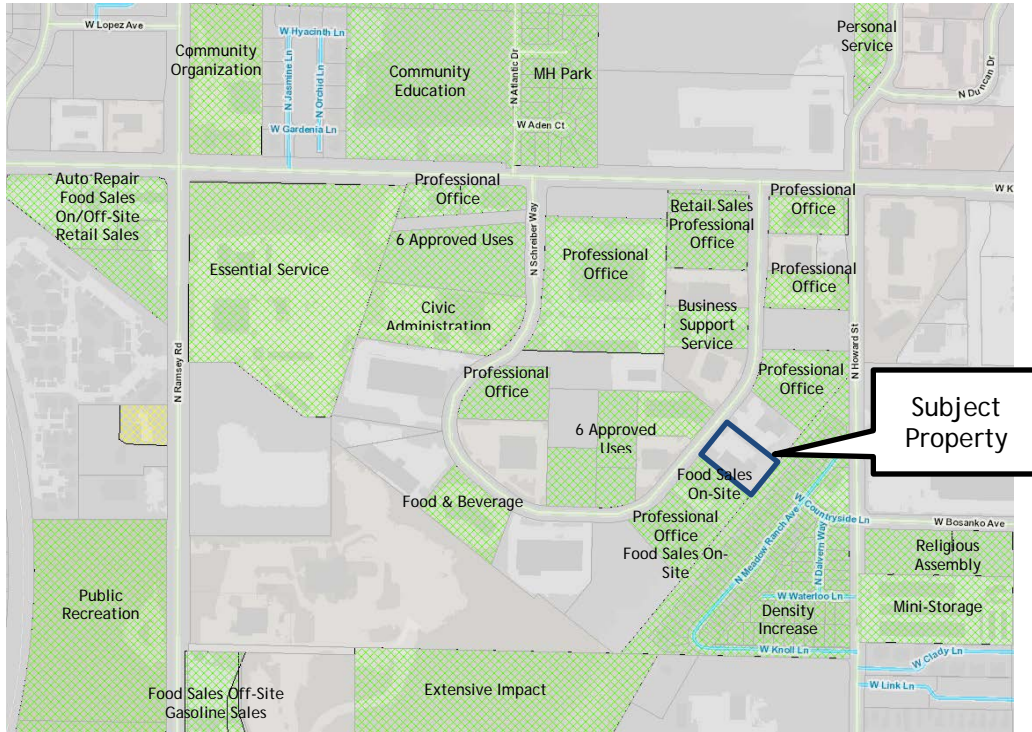 W Lopez Ave
W Hyacinth Ln
Personal
Service
Community
Organization
N Jasmine Ln
N Orchid Ln
Community
Education
N Atlantic Dr
MH Park
N Duncan Dr
W Gardenia Ln
W Aden Ct
Auto Repair
Food Sales
On/Off-Site
Retail Sales
Professional
Office
W K
Retail Sales
Professional
Office
Professional
Office
6 Approved Uses
N Schreiber Way
Professional
Office
Essential Service
Professional
Office
Civic
Administration
Business
Support
Service
N Howard St
N Ramsey Rd
Professional
Office
Professional
Office
Subject
Property
6 Approved
Uses
Food Sales
On-Site
Food & Beverage
Professional
Office
Food Sales On-
Site
W Countryside Ln
N Meadow Ranch Ave
N Dalvern Way
W Bosanko Ave
Religious
Assembly
Public
Recreation
W Waterloo Ln
Density
Increase
Mini-Storage
W Knoll Ln
W Clady Ln
W Link Ln
Extensive Impact
Food Sales Off-Site
Gasoline Sales